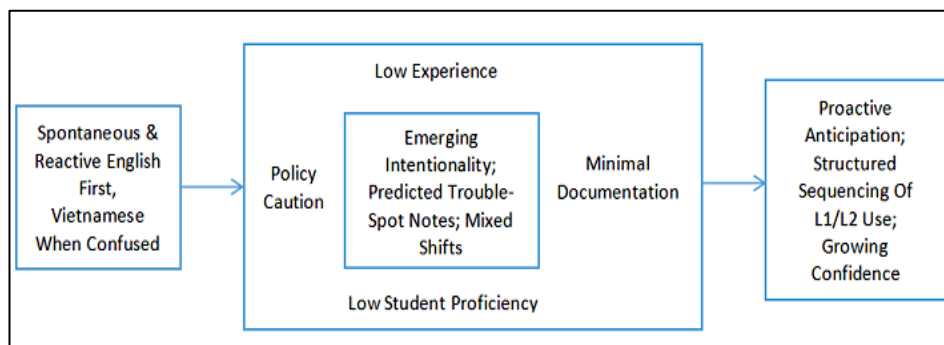 Spontaneous &
Reactive English
First,
Vietnamese
When Confused
Low Experience
Policy
Caution
Emerging
Intentionality;
Predicted Trouble-
Spot Notes; Mixed
Shifts
Minimal
Documentation
Low Student Proficiency
Proactive
Anticipation;
Structured
Sequencing Of
L1/L2 Use;
Growing
Confidence